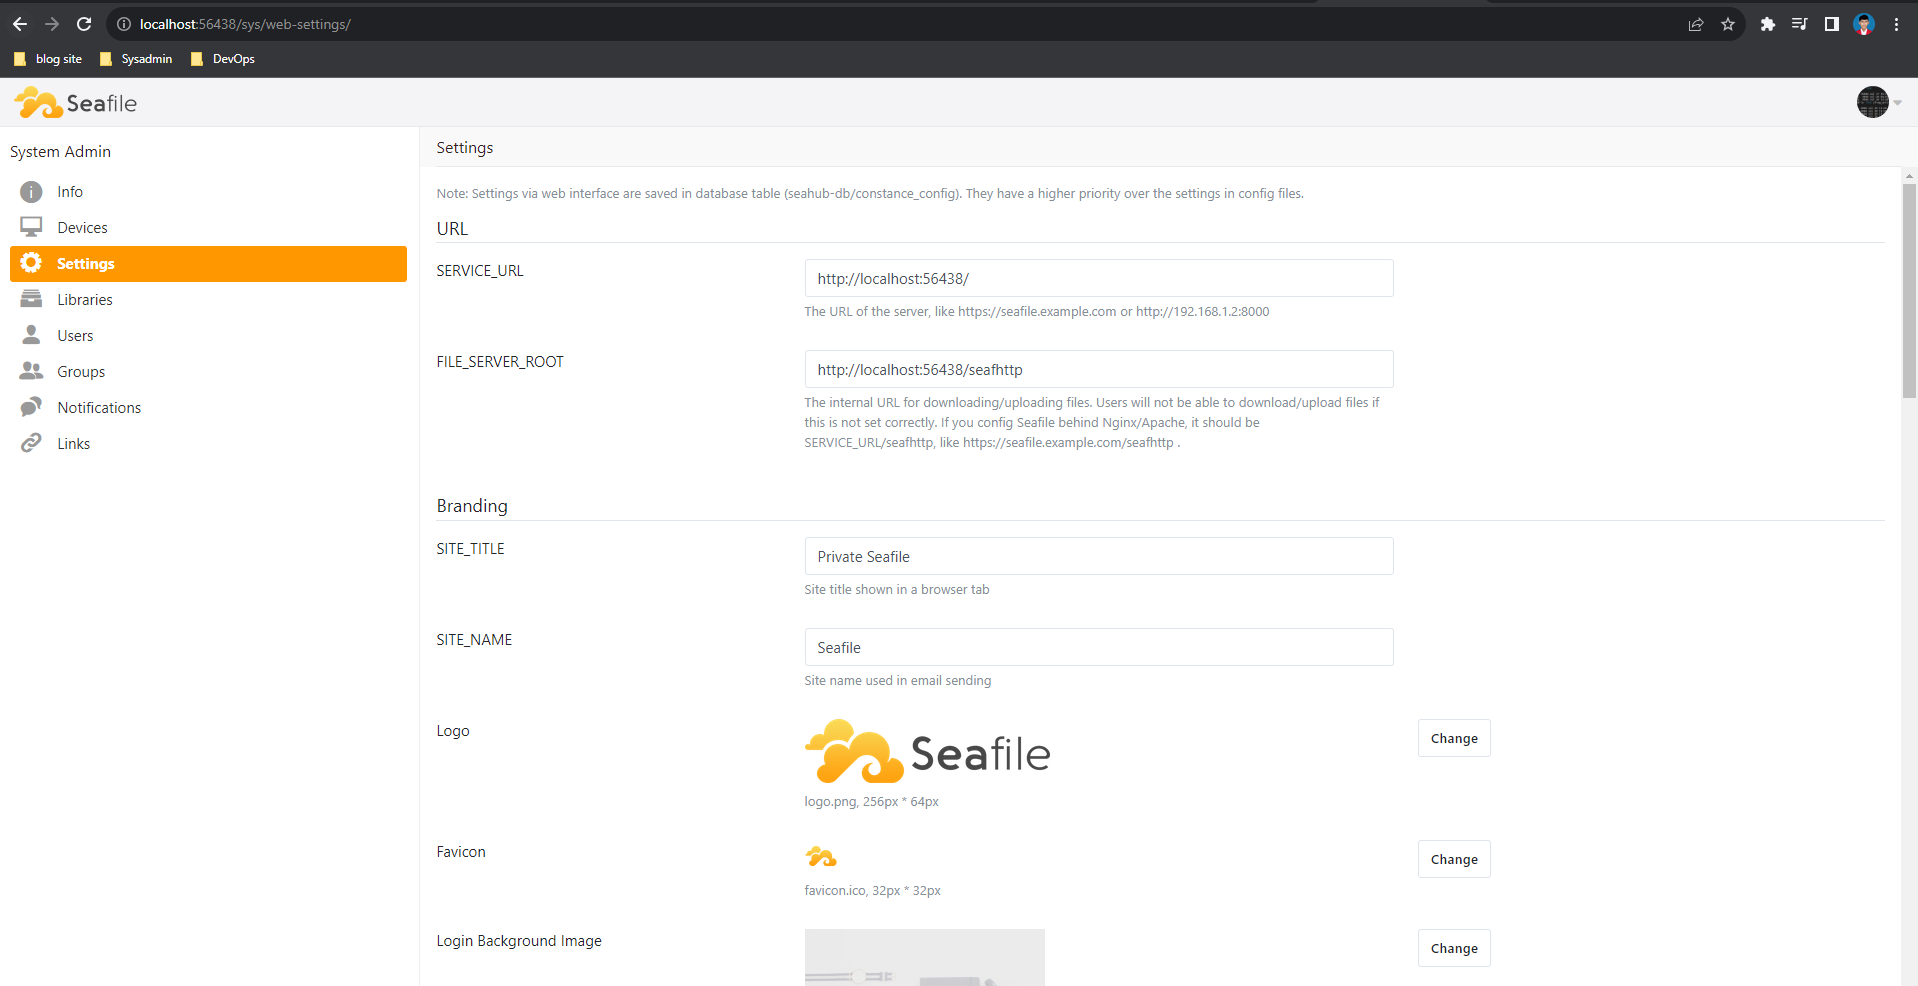 localhost:56438/sys/web-settings/
blog site
Sysadmin
DevOps
Seafile
System Admin
Info
Devices
Settings
Libraries
Users
Groups
Notifications
Links
Settings
Note: Settings via web interface are saved in database table (seahub-db/constance_config). They have a higher priority over the settings in config files.
URL
SERVICE_URL
http://localhost:56438/
The URL of the server, like https://seafile.example.com or http://192.168.1.2:8000
FILE_SERVER_ROOT
http://localhost:56438/seafhttp
The internal URL for downloading/uploading files. Users will not be able to download/upload files if
this is not set correctly. If you config Seafile behind Nginx/Apache, it should be
SERVICE_URL/seafhttp, like https://seafile.example.com/seafhttp .
Branding
SITE_TITLE
Private Seafile
Site title shown in a browser tab
SITE_NAME
Seafile
Site name used in email sending
Logo
Seafile
Change
logo.png, 256px * 64px
Favicon
Change
favicon.ico, 32px * 32px
Login Background Image
Change